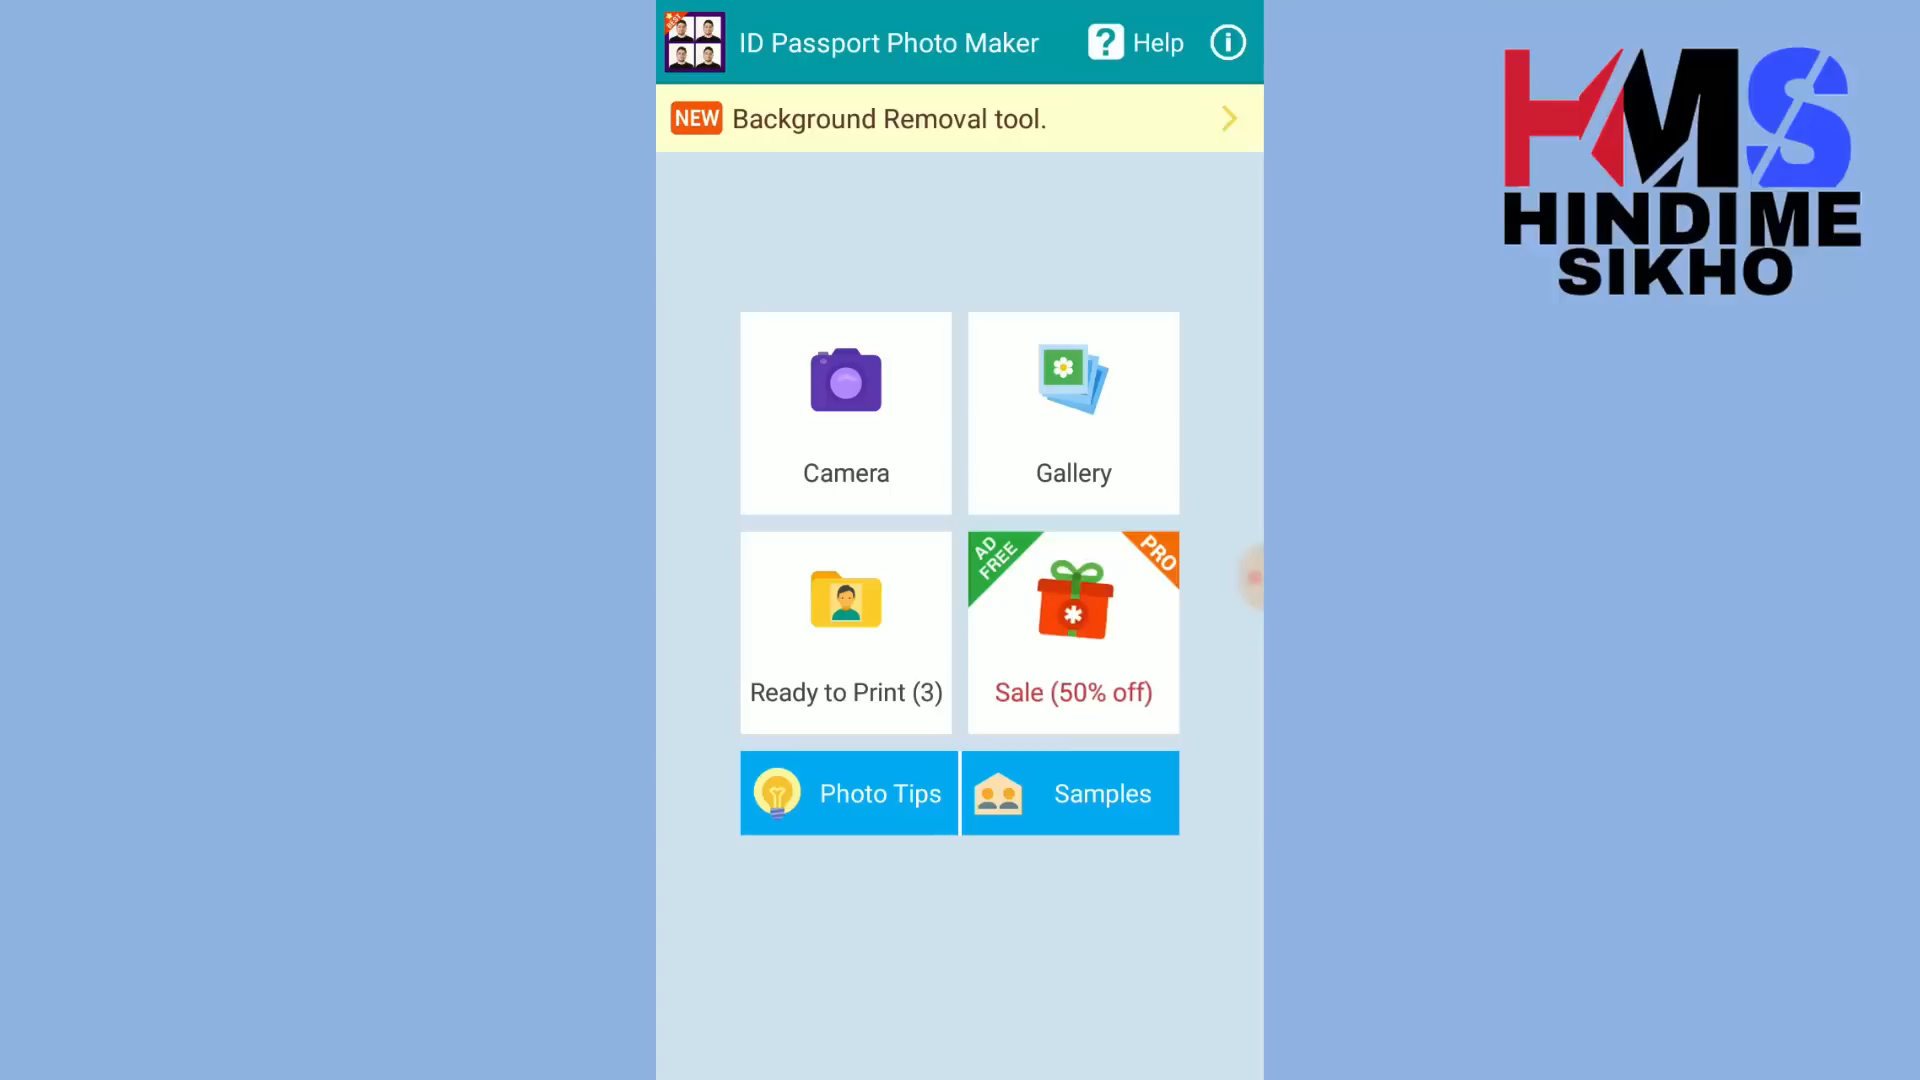 BEST
ID Passport Photo Maker
? Help
i
NEW Background Removal tool.
Camera
Gallery
Ready to Print (3)
AD FREE
PRO
Sale (50% off)
Photo Tips
Samples
HMS
HINDIME
SIKHO